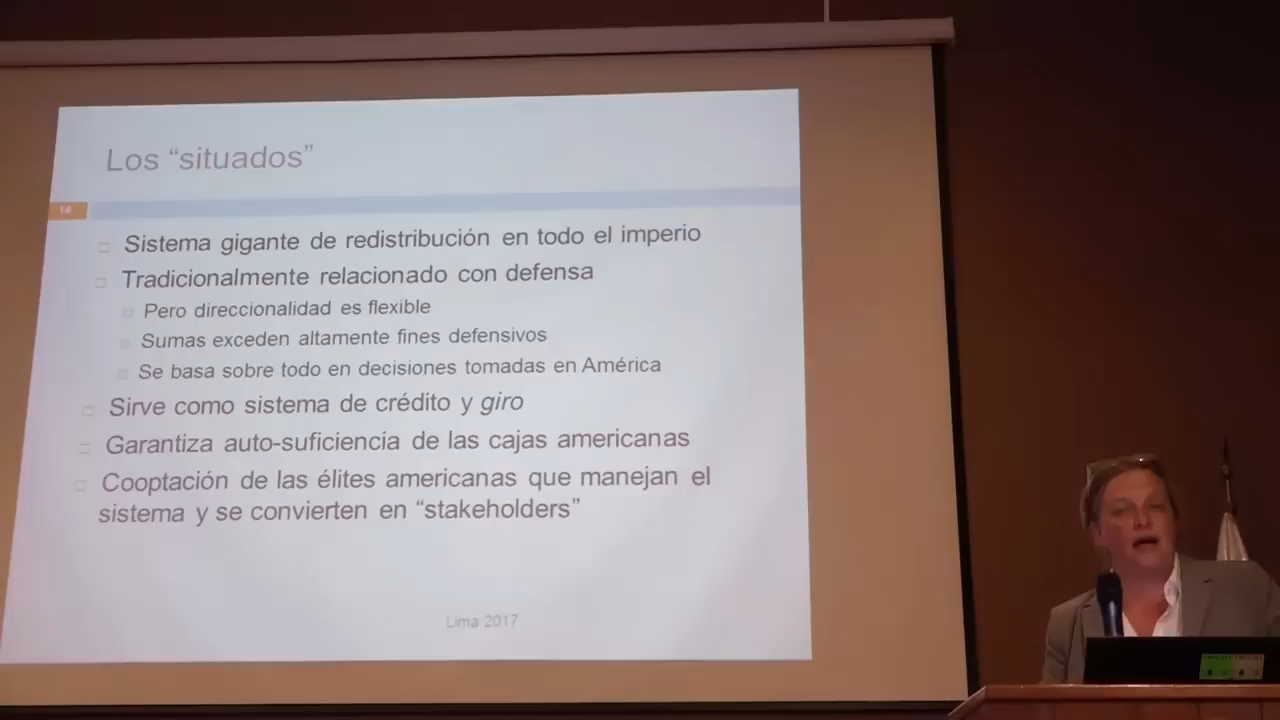 Los “situados”
Sistema gigante de redistribución en todo el imperio
Tradicionalmente relacionado con defensa
Pero direccionalidad es flexible
Sumas exceden altamente fines defensivos
Se basa sobre todo en decisiones tomadas en América
Sirve como sistema de crédito y giro
Garantiza auto-suficiencia de las cajas americanas
Cooptación de las élites americanas que manejan el
sistema y se convierten en “stakeholders”
Lima 2017